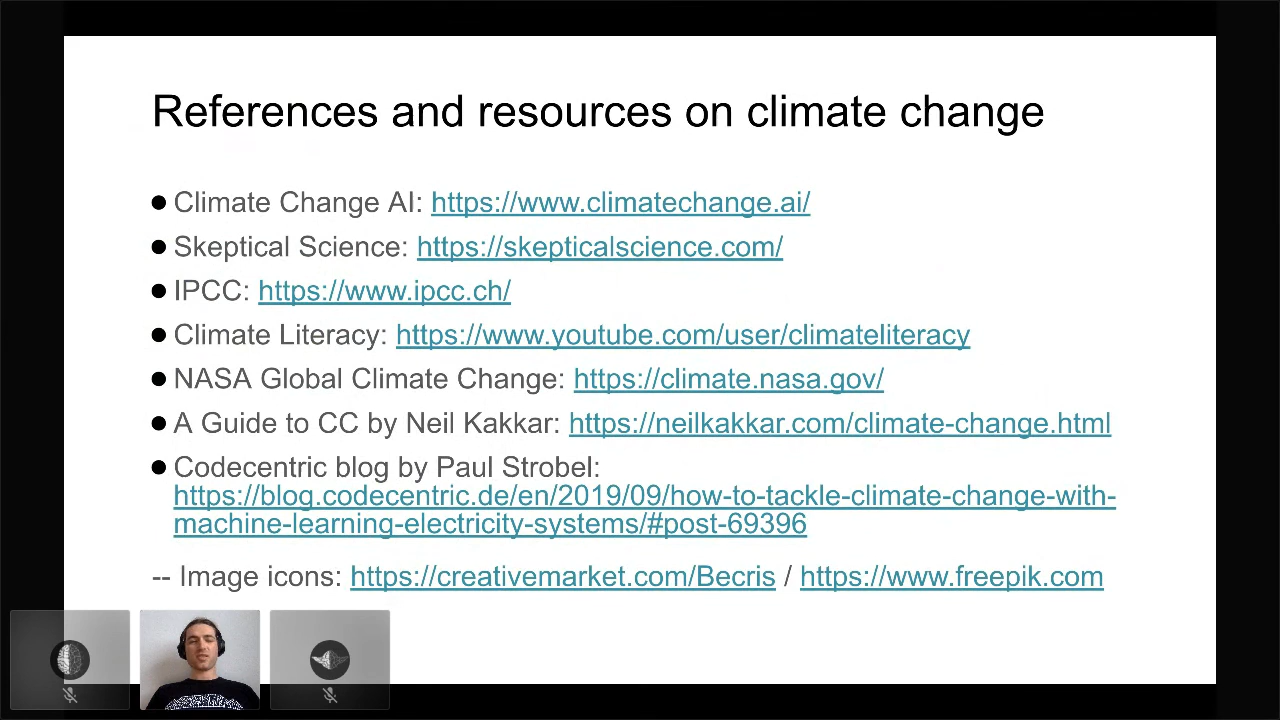 References and resources on climate change
● Climate Change AI: https://www.climatechange.ai/
● Skeptical Science: https://skepticalscience.com/
● IPCC: https://www.ipcc.ch/
● Climate Literacy: https://www.youtube.com/user/climateliteracy
● NASA Global Climate Change: https://climate.nasa.gov/
● A Guide to CC by Neil Kakkar: https://neilkakkar.com/climate-change.html
● Codecentric blog by Paul Strobel:
https://blog.codecentric.de/en/2019/09/how-to-tackle-climate-change-with-
machine-learning-electricity-systems/#post-69396
-- Image icons: https://creativemarket.com/Becris / https://www.freepik.com